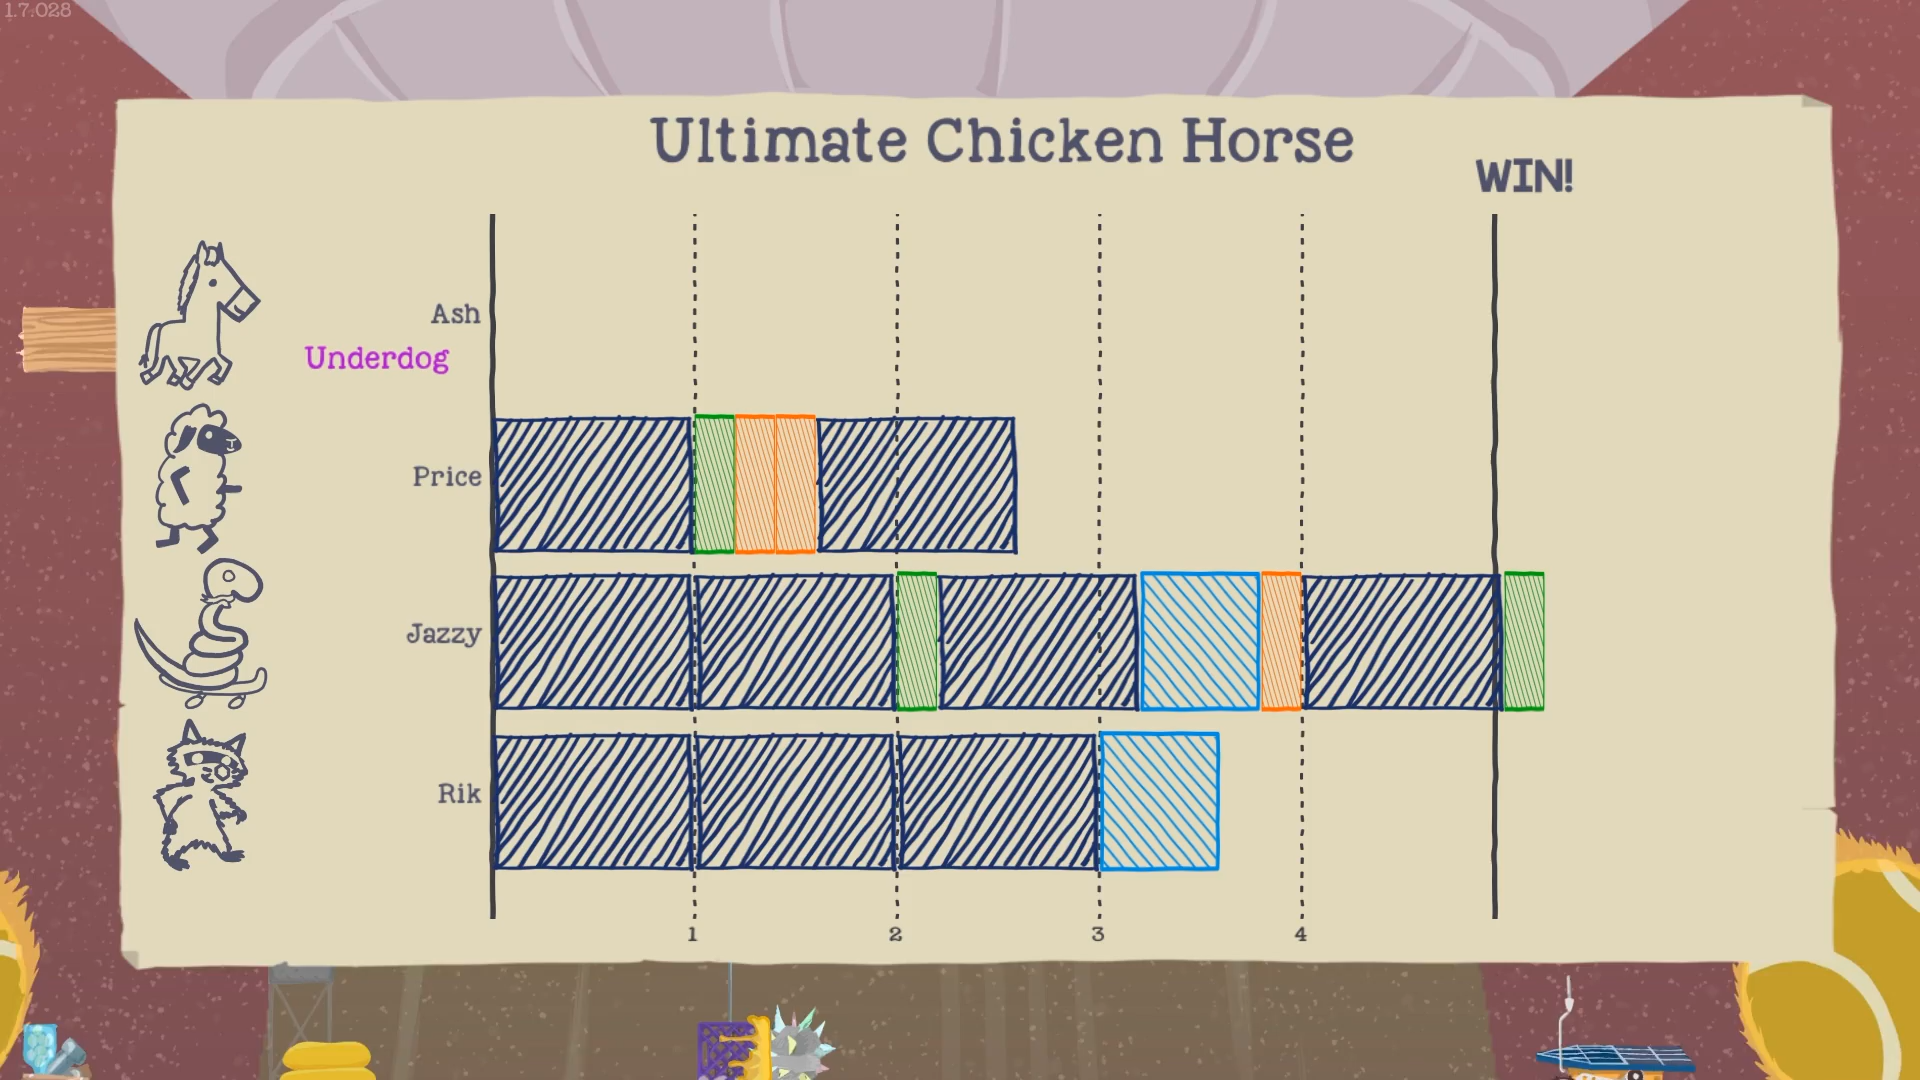 1.7.028
Ultimate Chicken Horse
WIN!
Ash
Underdog
Price
Jazzy
Rik
1 2 3 4